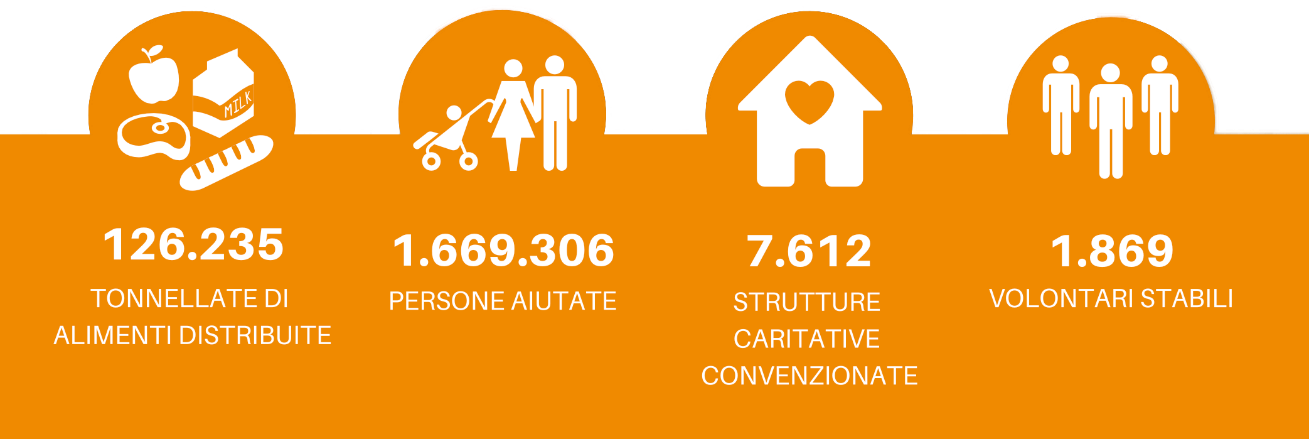 MILK
126.235
TONNELLATE DI
ALIMENTI DISTRIBUITE
1.669.306
PERSONE AIUTATE
7.612
STRUTTURE
CARITATIVE
CONVENZIONATE
1.869
VOLONTARI STABILI